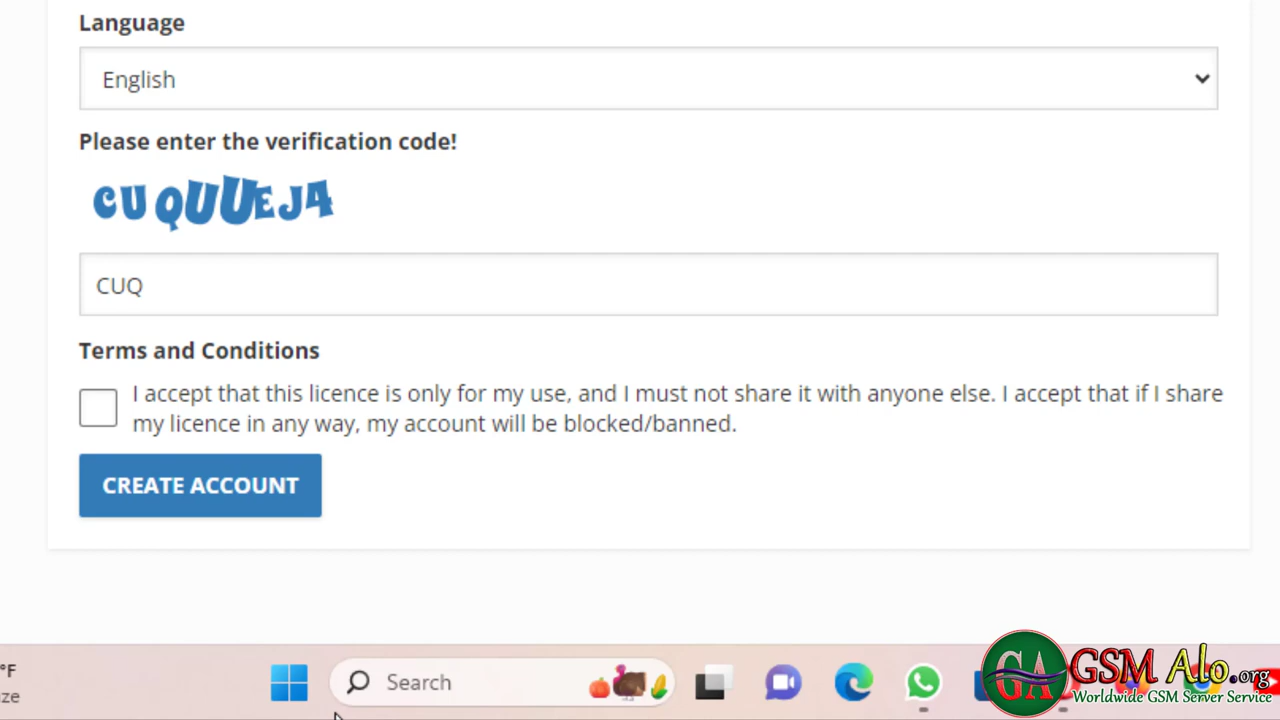 Language
English
Please enter the verification code!
CUQUUEJ4
CUQ
Terms and Conditions
I accept that this licence is only for my use, and I must not share it with anyone else. I accept that if I share
my licence in any way, my account will be blocked/banned.
CREATE ACCOUNT
°F
ze
Search
GA
GSM Alo.org
Worldwide GSM Server Service